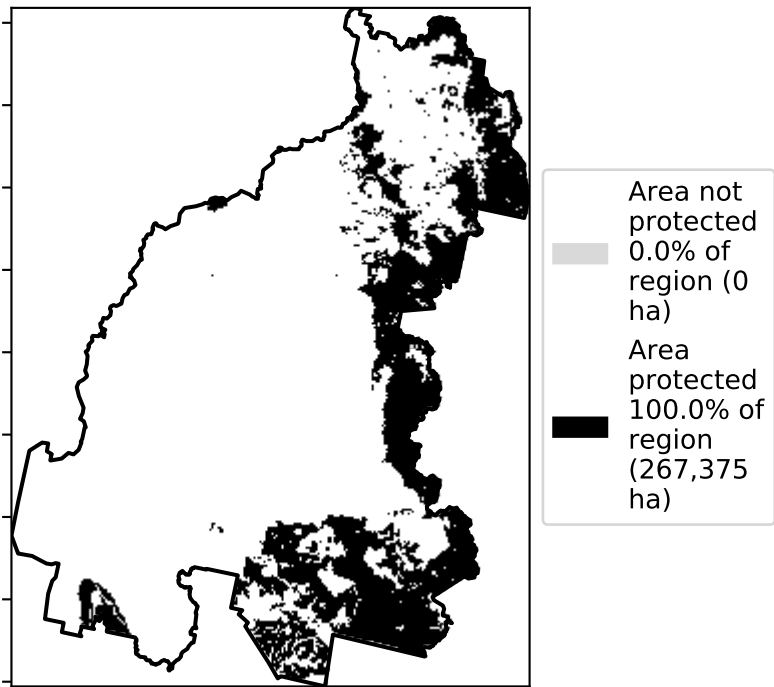 Area not
protected
0.0% of
region (0
ha)
Area
protected
100.0% of
region
(267,375
ha)